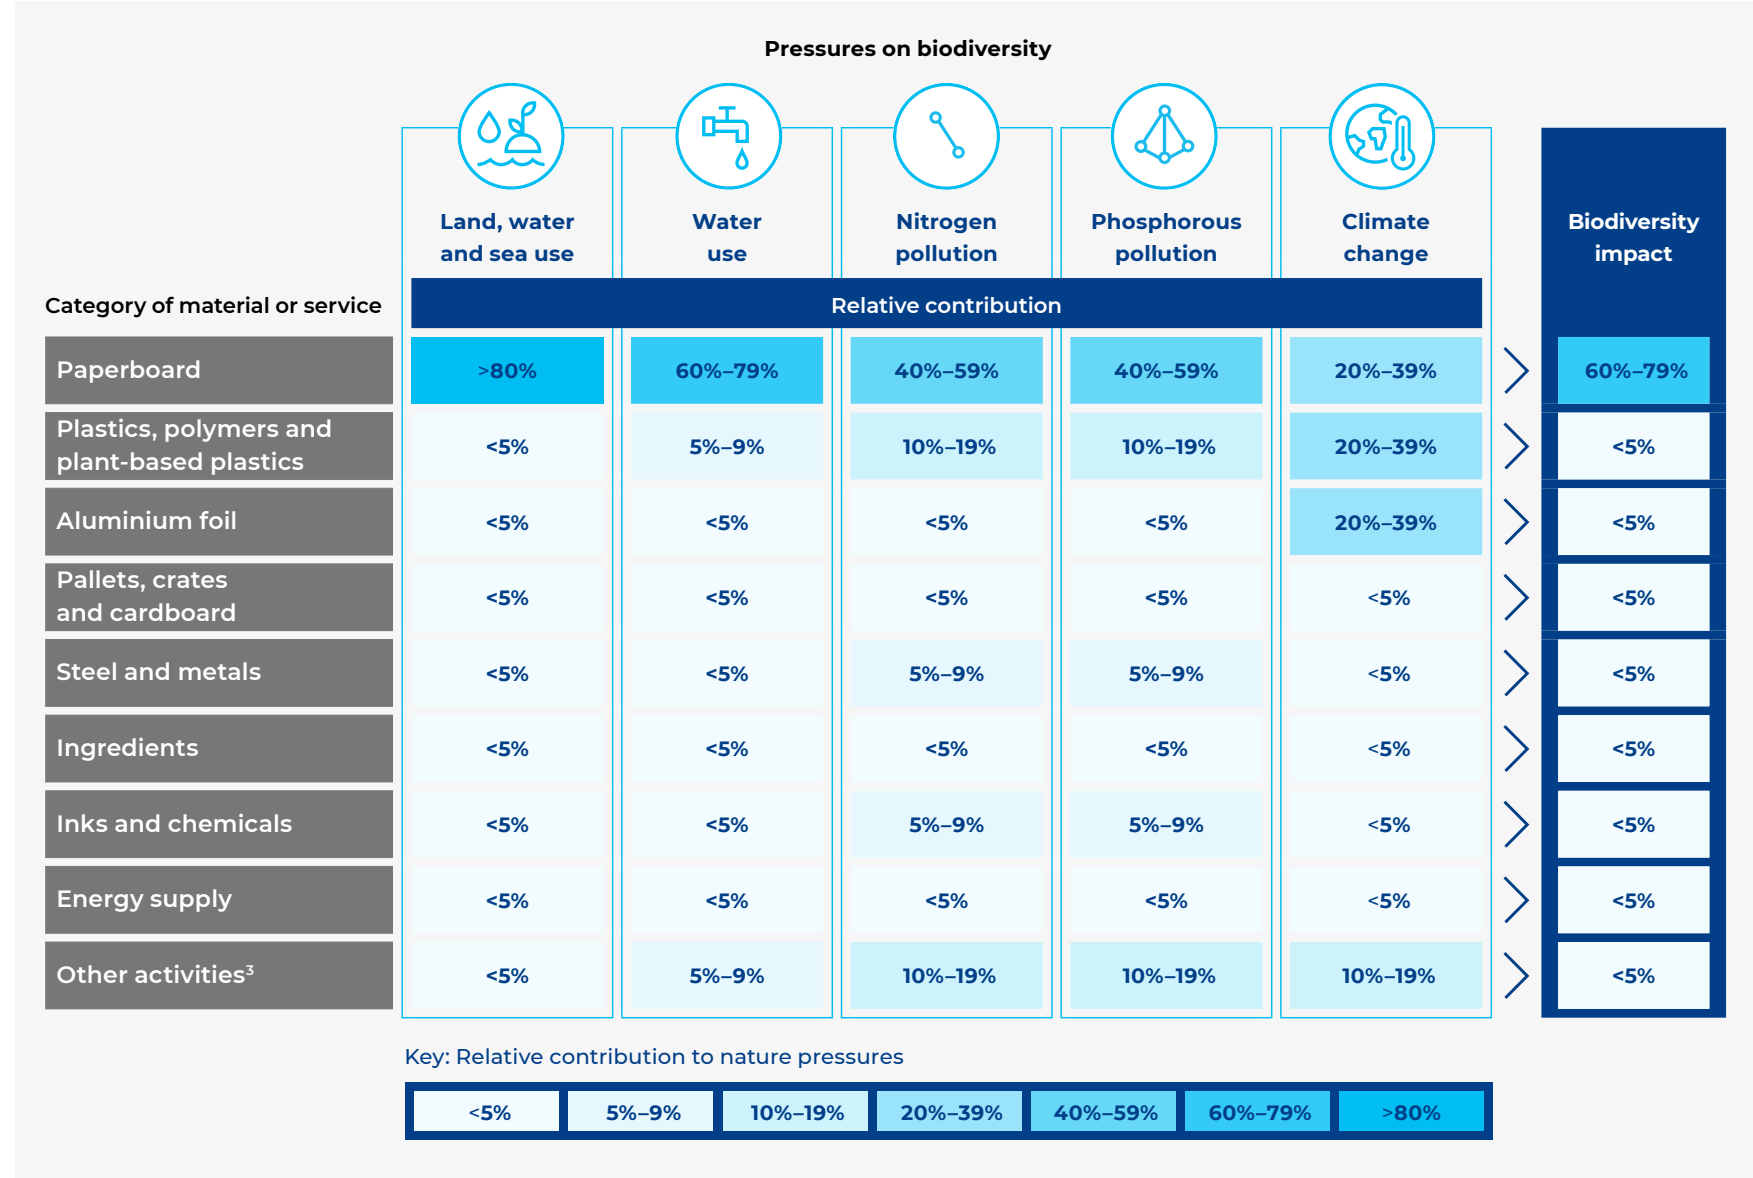 Pressures on biodiversity
Land, water
and sea use
Water
use
Nitrogen
pollution
Phosphorous
pollution
Climate
change
Biodiversity
impact
Category of material or service
Relative contribution
Paperboard >80% 60%–79% 40%–59% 40%–59% 20%–39% 60%–79%
Plastics, polymers and
plant-based plastics
<5% 5%–9% 10%–19% 10%–19% 20%–39% <5%
Aluminium foil <5% <5% <5% <5% 20%–39% <5%
Pallets, crates
and cardboard
<5% <5% <5% <5% <5% <5%
Steel and metals <5% <5% 5%–9% 5%–9% <5% <5%
Ingredients <5% <5% <5% <5% <5% <5%
Inks and chemicals <5% <5% 5%–9% 5%–9% <5% <5%
Energy supply <5% <5% <5% <5% <5% <5%
Other activities³ <5% 5%–9% 10%–19% 10%–19% 10%–19% <5%
Key: Relative contribution to nature pressures
<5% 5%–9% 10%–19% 20%–39% 40%–59% 60%–79% >80%